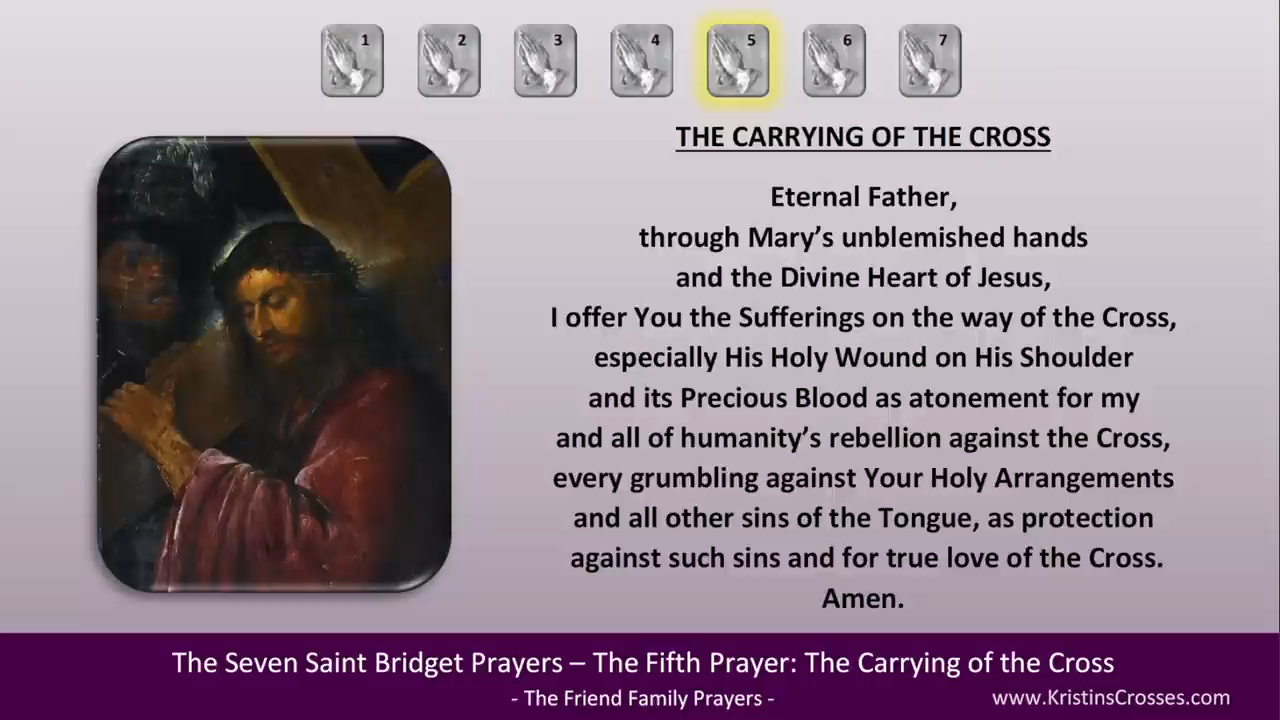 1 2 3 4 5 6 7
THE CARRYING OF THE CROSS
Eternal Father,
through Mary’s unblemished hands
and the Divine Heart of Jesus,
I offer You the Sufferings on the way of the Cross,
especially His Holy Wound on His Shoulder
and its Precious Blood as atonement for my
and all of humanity’s rebellion against the Cross,
every grumbling against Your Holy Arrangements
and all other sins of the Tongue, as protection
against such sins and for true love of the Cross.
Amen.
The Seven Saint Bridget Prayers – The Fifth Prayer: The Carrying of the Cross
- The Friend Family Prayers -
www.KristinsCrosses.com